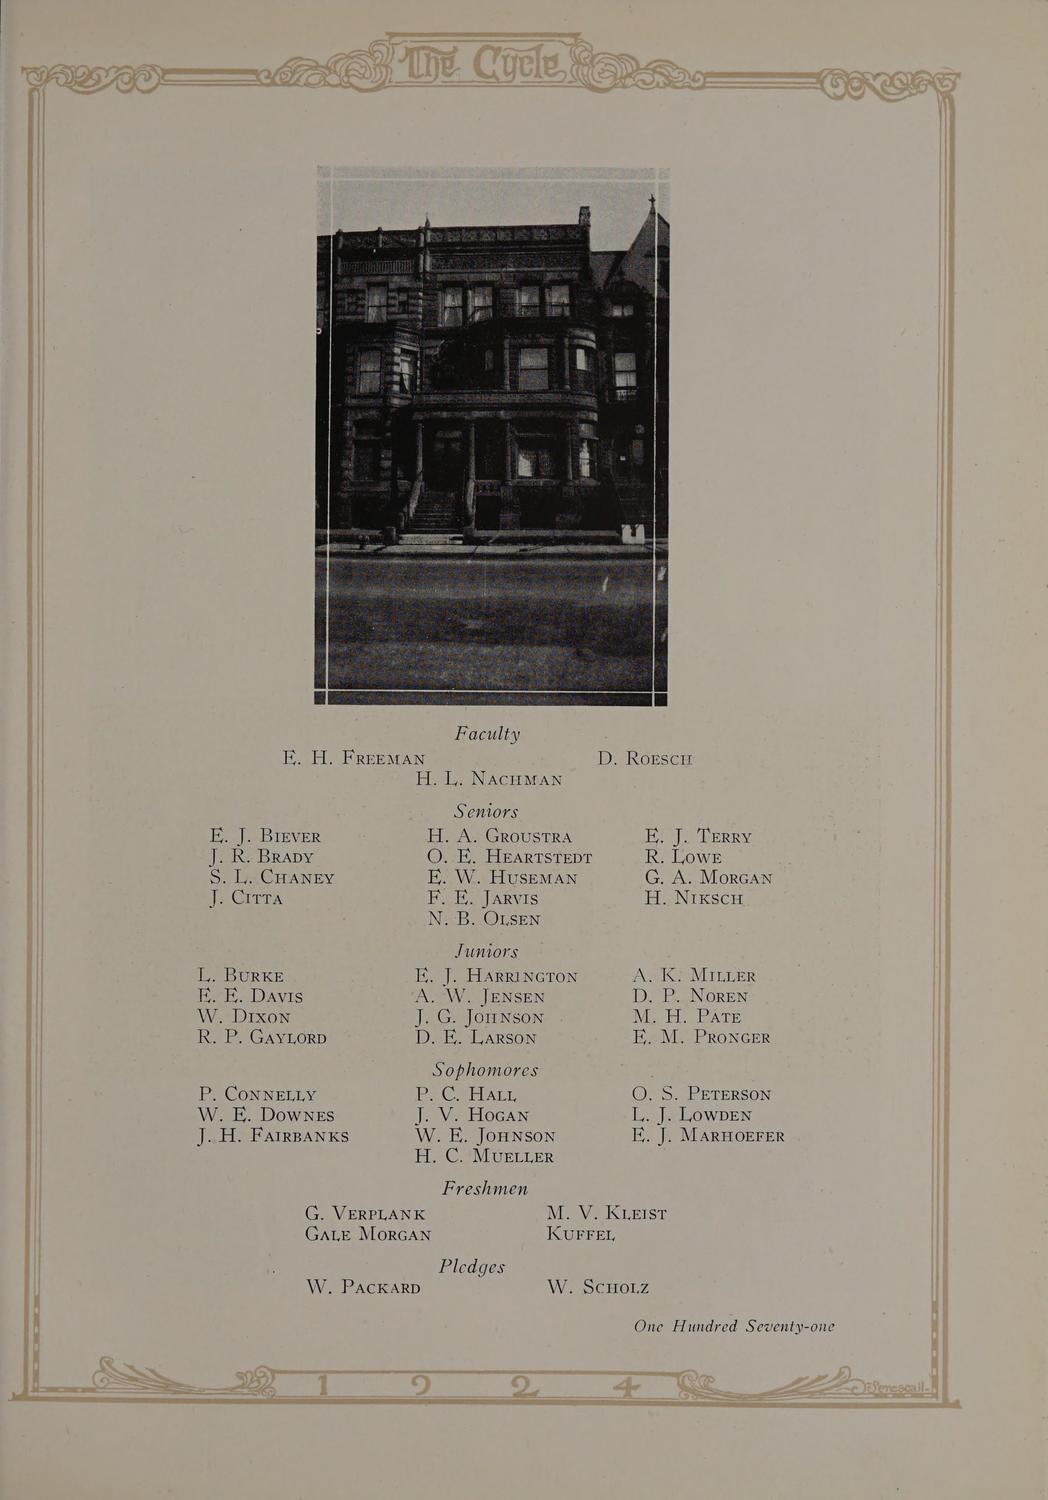 The Cycle
Faculty
E. H. Freeman D. Roesch
H. L. Nachman
Seniors
E. J. Biever H. A. Groustra E. J. Terry
J. R. Brady O. E. Heartstedt R. Lowe
S. L. Chaney E. W. Huseman G. A. Morgan
J. Citta F. E. Jarvis H. Niksch
N. B. Olsen
Juniors
L. Burke E. J. Harrington A. K. Miller
E. E. Davis A. W. Jensen D. P. Noren
W. Dixon J. G. Johnson M. H. Pate
R. P. Gaylord D. E. Larson E. M. Pronger
Sophomores
P. Connelly P. C. Hall O. S. Peterson
W. E. Downes J. V. Hogan L. J. Lowden
J. H. Fairbanks W. E. Johnson E. J. Marhoefer
H. C. Mueller
Freshmen
G. Verplank M. V. Kleist
Gale Morgan Kuffel
Pledges
W. Packard W. Scholz
One Hundred Seventy-one
1 9 2 4